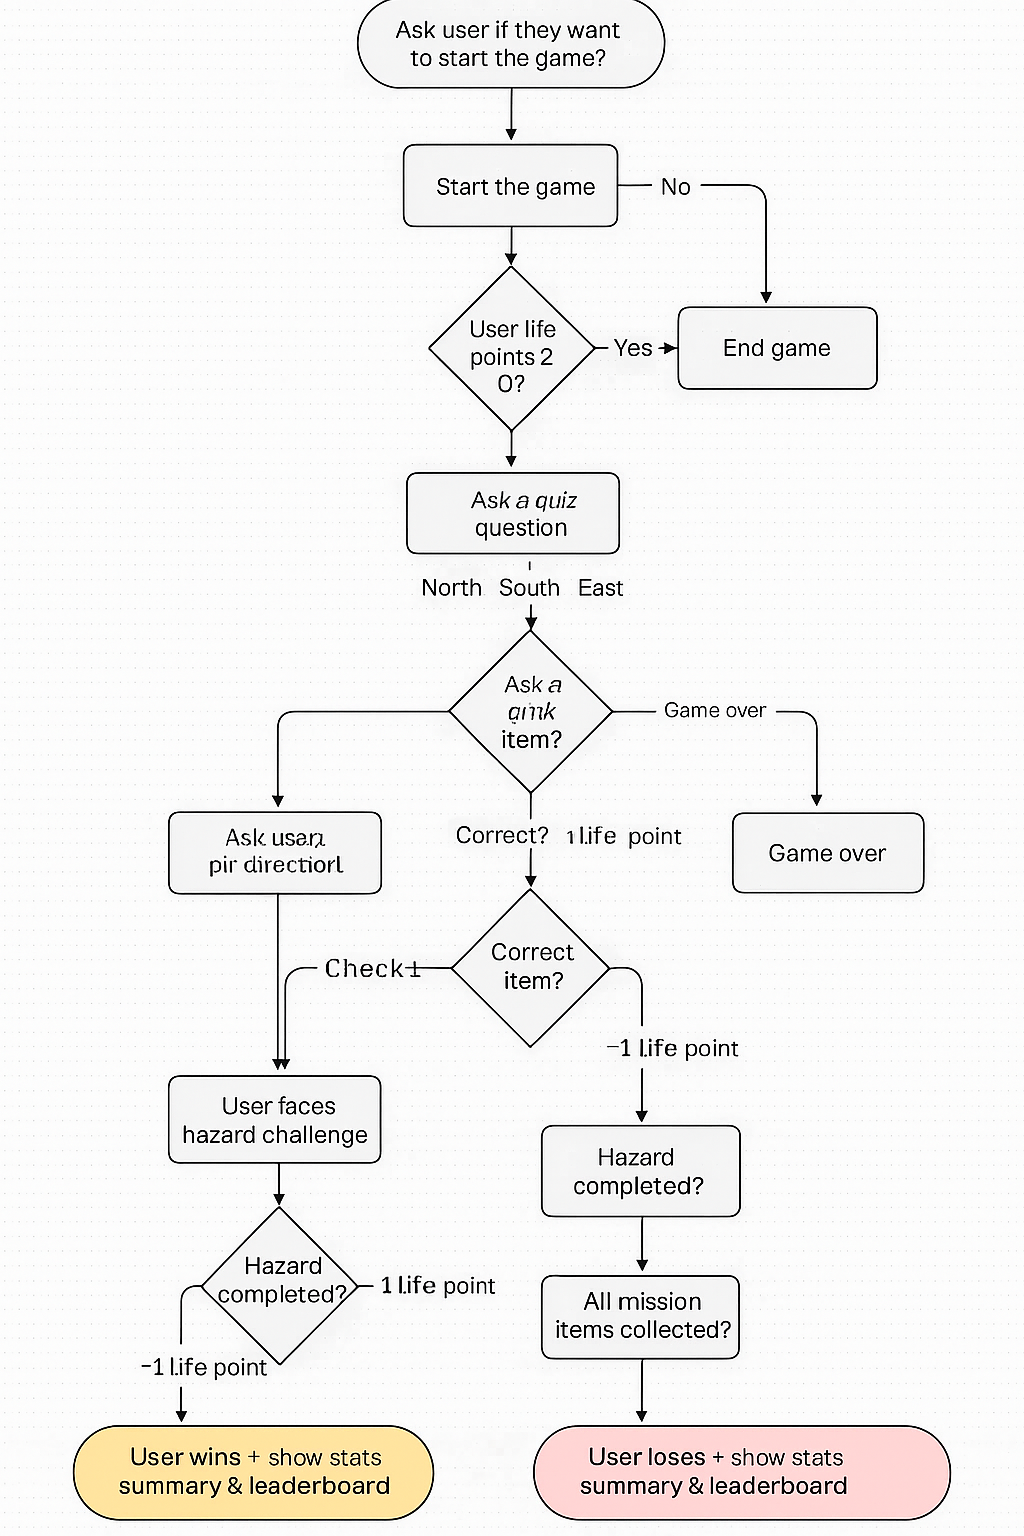 Ask user if they want
to start the game?
Start the game
No
User life
points 2
0?
Yes
End game
Ask a quiz
question
North South East
Ask a
item?
Game over
Ask
Game over
Correct? 1 life point
Correct
item?
Check
−1 life point
User faces
hazard challenge
Hazard
completed?
Hazard
completed?
1 life point
All mission
items collected?
−1 life point
User wins + show stats
summary & leaderboard
User loses + show stats
summary & leaderboard